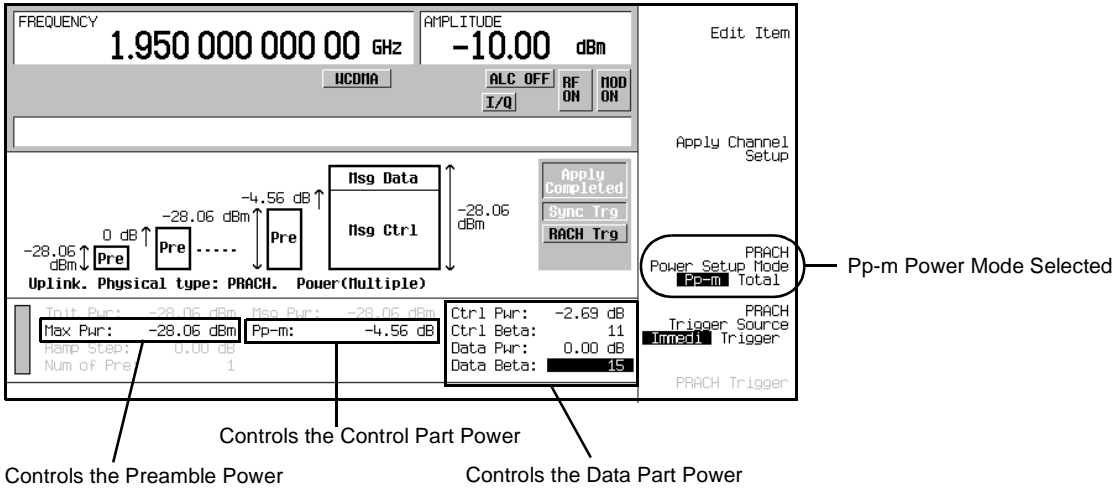 FREQUENCY
1.950 000 000 00 GHz
AMPLITUDE
-10.00 dBm
WCDMA
ALC OFF
I/Q
RF ON
MOD ON
Edit Item
Apply Channel
Setup
Msg Data
Msg Ctrl
-4.56 dB
-28.06 dBm
0 dB
-28.06
dBm
Pre
Pre
.....
Pre
-28.06
dBm
Apply
Completed
Sync Trg
RACH Trg
Uplink. Physical type: PRACH. Power(Multiple)
PRACH
Power Setup Mode
Pp-m Total
Pp-m Power Mode Selected
Init Pwr: -28.06 dBm Msg Pwr: -28.06 dBm
Max Pwr: -28.06 dBm Pp-m: -4.56 dB
Ramp Step: 0.00 dB
Num of Pre: 1
Ctrl Pwr: -2.69 dB
Ctrl Beta: 11
Data Pwr: 0.00 dB
Data Beta: 15
PRACH
Trigger Source
Immedi Trigger
PRACH Trigger
Controls the Control Part Power
Controls the Preamble Power
Controls the Data Part Power